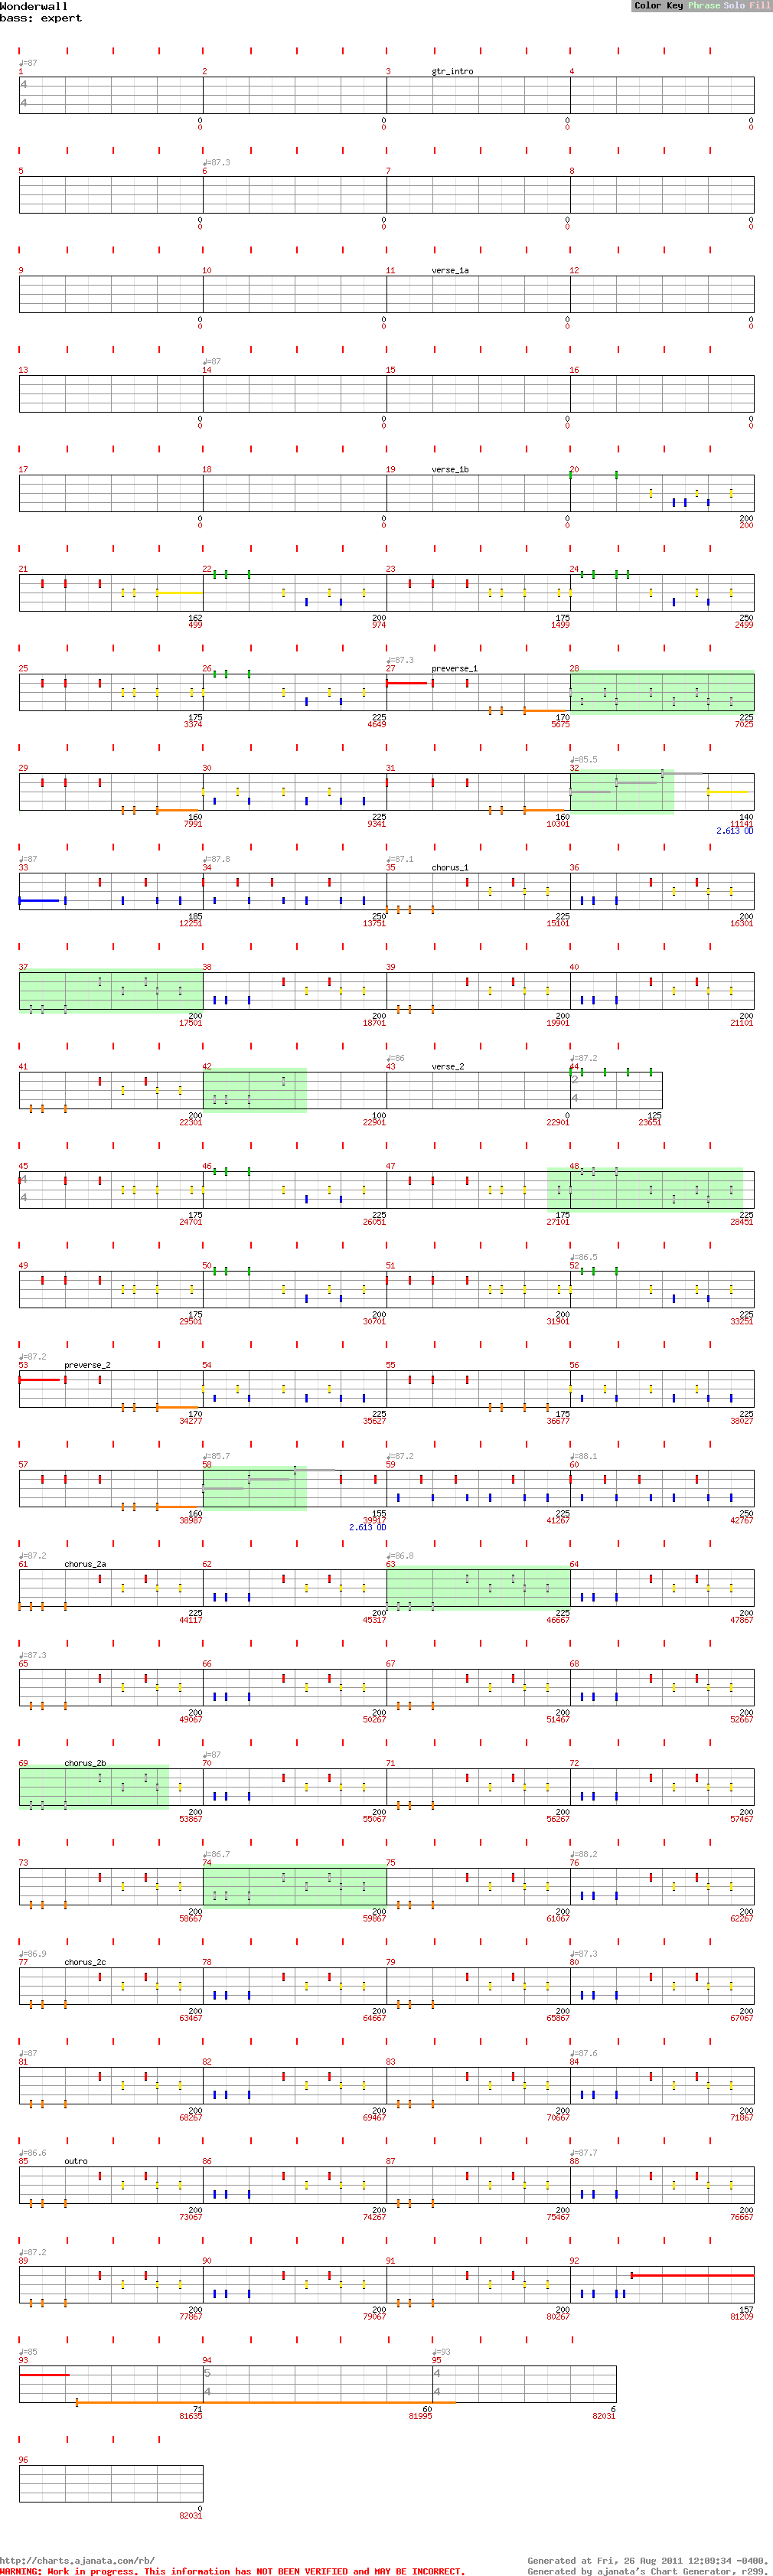 Wonderwall
Color Key Phrase Solo Fill
bass: expert
♩=87
1 2 3 gtr_intro 4
4
4
0 0 0 0
0 0 0 0
♩=87.3
5 6 7 8
0 0 0 0
0 0 0 0
9 10 11 verse_1a 12
0 0 0 0
0 0 0 0
♩=87
13 14 15 16
0 0 0 0
0 0 0 0
17 18 19 verse_1b 20
0 0 0 200
0 0 0 200
21 22 23 24
162 200 175 250
499 974 1499 2499
♩=87.3
25 26 27 preverse_1 28
175 225 170 225
3374 4649 5675 7025
♩=85.5
29 30 31 32
160 225 160 140
7991 9341 10301 11141
2.613 OD
♩=87 ♩=87.8 ♩=87.1
33 34 35 chorus_1 36
185 250 225 200
12251 13751 15101 16301
37 38 39 40
200 200 200 200
17501 18701 19901 21101
♩=86 ♩=87.2
41 42 43 verse_2 44
2
4
200 100 0 125
22301 22901 22901 23651
45 46 47 48
4
4
175 225 175 225
24701 26051 27101 28451
♩=86.5
49 50 51 52
175 200 200 225
29501 30701 31901 33251
♩=87.2
53 preverse_2 54 55 56
170 225 175 225
34277 35627 36677 38027
♩=85.7 ♩=87.2 ♩=88.1
57 58 59 60
160 155 225 250
38987 39917 41267 42767
2.613 OD
♩=87.2 ♩=86.8
61 chorus_2a 62 63 64
225 200 225 200
44117 45317 46667 47867
♩=87.3
65 66 67 68
200 200 200 200
49067 50267 51467 52667
♩=87
69 chorus_2b 70 71 72
200 200 200 200
53867 55067 56267 57467
♩=86.7 ♩=88.2
73 74 75 76
200 200 200 200
58667 59867 61067 62267
♩=86.9 ♩=87.3
77 chorus_2c 78 79 80
200 200 200 200
63467 64667 65867 67067
♩=87 ♩=87.6
81 82 83 84
200 200 200 200
68267 69467 70667 71867
♩=86.6 ♩=87.7
85 outro 86 87 88
200 200 200 200
73067 74267 75467 76667
♩=87.2
89 90 91 92
200 200 200 157
77867 79067 80267 81209
♩=85 ♩=93
93 94 95
5 4
4 4
71 60 6
81635 81995 82031
96
0
82031
http://charts.ajanata.com/rb/ Generated at Fri, 26 Aug 2011 12:09:34 -0400.
WARNING: Work in progress. This information has NOT BEEN VERIFIED and MAY BE INCORRECT. Generated by ajanata's Chart Generator, r299.